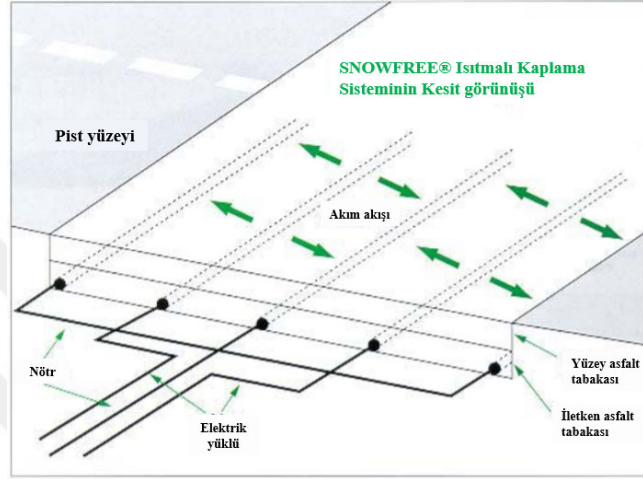 SNOWFREE® Isıtmalı Kaplama
Sisteminin Kesit görünüşü
Pist yüzeyi
Akım akışı
Nötr
Elektrik
yüklü
Yüzey asfalt
tabakası
İletken asfalt
tabakası